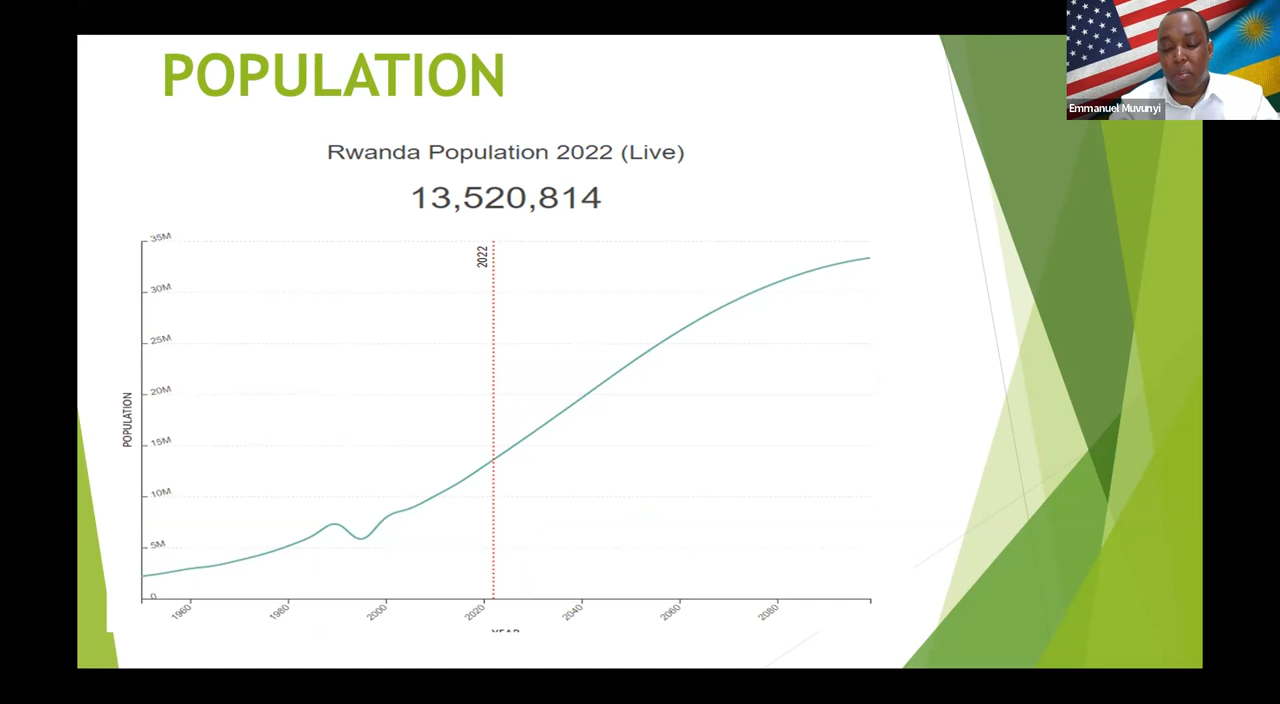 POPULATION
Emmanuel Muvunyi
Rwanda Population 2022 (Live)
13,520,814
35M
30M
25M
20M
15M
10M
5M
0
POPULATION
2022
1960
1980
2000
2020
2040
2060
2080
YEAR